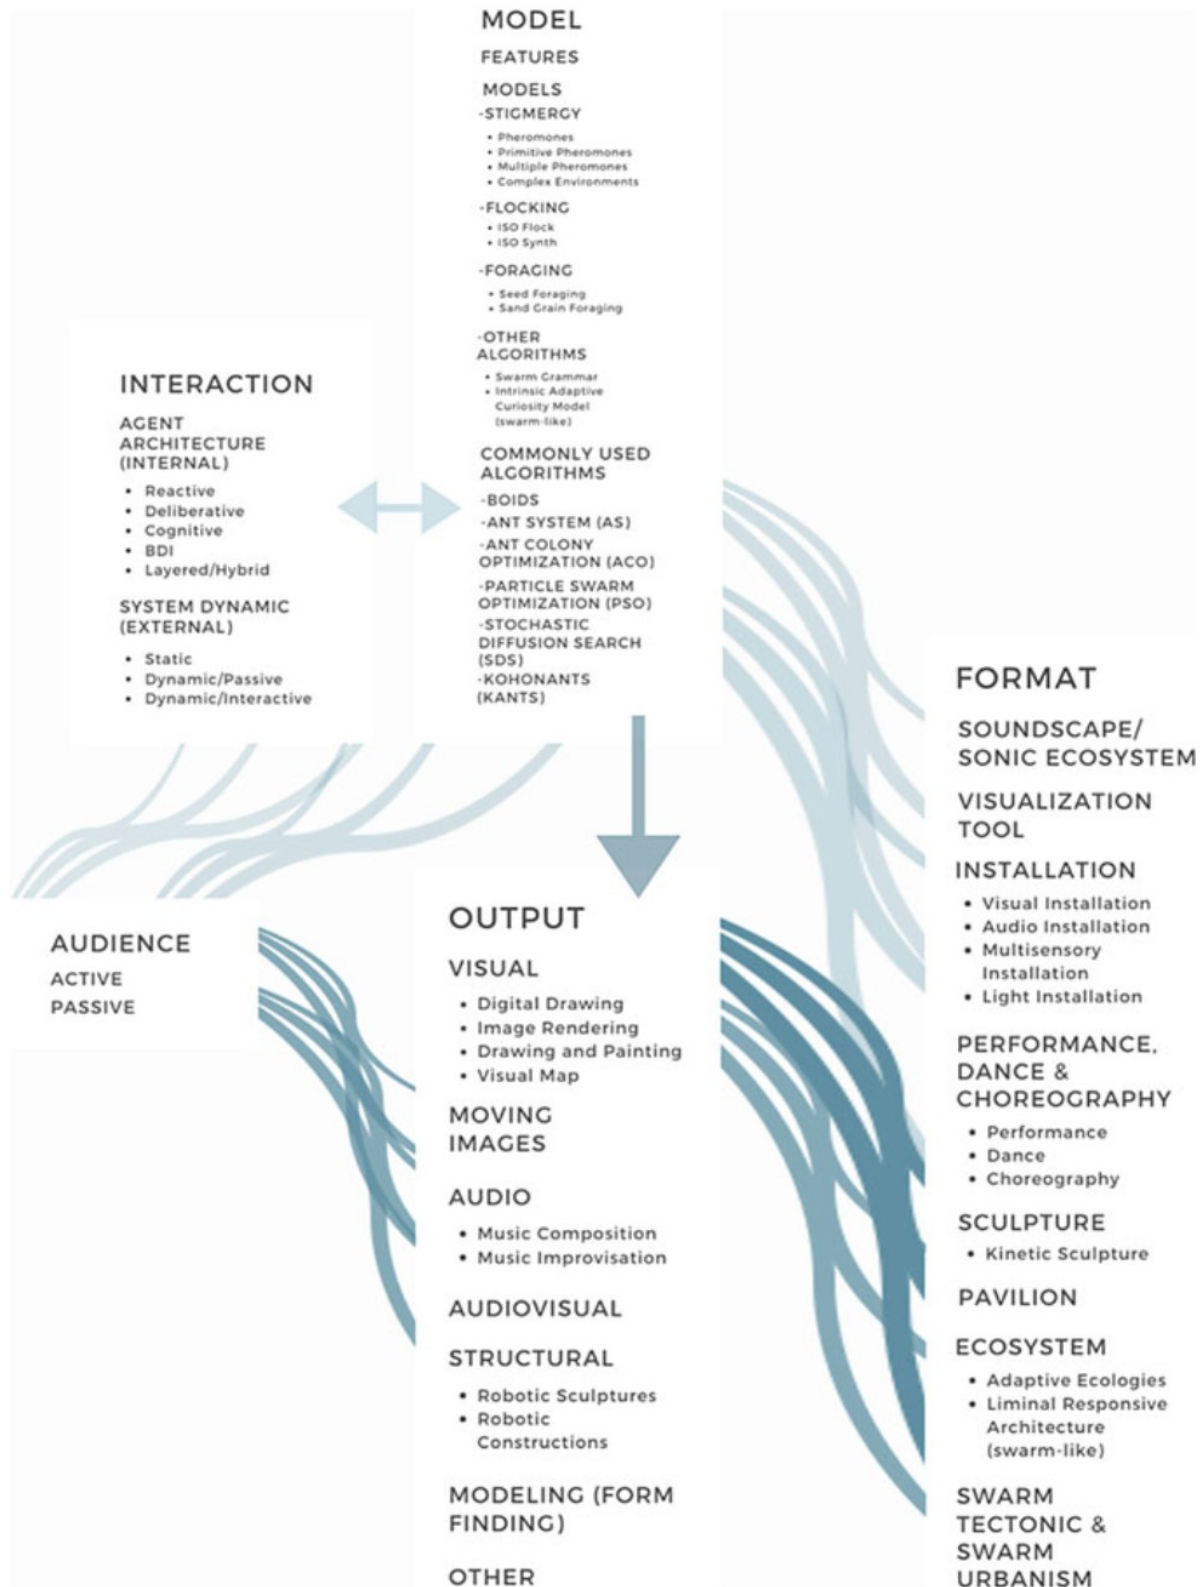 MODEL
FEATURES
MODELS
-STIGMERGY
• Pheromones
• Primitive Pheromones
• Multiple Pheromones
• Complex Environments
-FLOCKING
• ISO Flock
• ISO Synth
-FORAGING
• Seed Foraging
• Sand Grain Foraging
-OTHER
ALGORITHMS
• Swarm Grammar
• Intrinsic Adaptive
Curiosity Model
(swarm-like)
COMMONLY USED
ALGORITHMS
-BOIDS
-ANT SYSTEM (AS)
-ANT COLONY
OPTIMIZATION (ACO)
-PARTICLE SWARM
OPTIMIZATION (PSO)
-STOCHASTIC
DIFFUSION SEARCH
(SDS)
-KOHONANTS
(KANTS)
INTERACTION
AGENT
ARCHITECTURE
(INTERNAL)
• Reactive
• Deliberative
• Cognitive
• BDI
• Layered/Hybrid
SYSTEM DYNAMIC
(EXTERNAL)
• Static
• Dynamic/Passive
• Dynamic/Interactive
AUDIENCE
ACTIVE
PASSIVE
OUTPUT
VISUAL
• Digital Drawing
• Image Rendering
• Drawing and Painting
• Visual Map
MOVING
IMAGES
AUDIO
• Music Composition
• Music Improvisation
AUDIOVISUAL
STRUCTURAL
• Robotic Sculptures
• Robotic
Constructions
MODELING (FORM
FINDING)
OTHER
FORMAT
SOUNDSCAPE/
SONIC ECOSYSTEM
VISUALIZATION
TOOL
INSTALLATION
• Visual Installation
• Audio Installation
• Multisensory
Installation
• Light Installation
PERFORMANCE,
DANCE &
CHOREOGRAPHY
• Performance
• Dance
• Choreography
SCULPTURE
• Kinetic Sculpture
PAVILION
ECOSYSTEM
• Adaptive Ecologies
• Liminal Responsive
Architecture
(swarm-like)
SWARM
TECTONIC &
SWARM
URBANISM